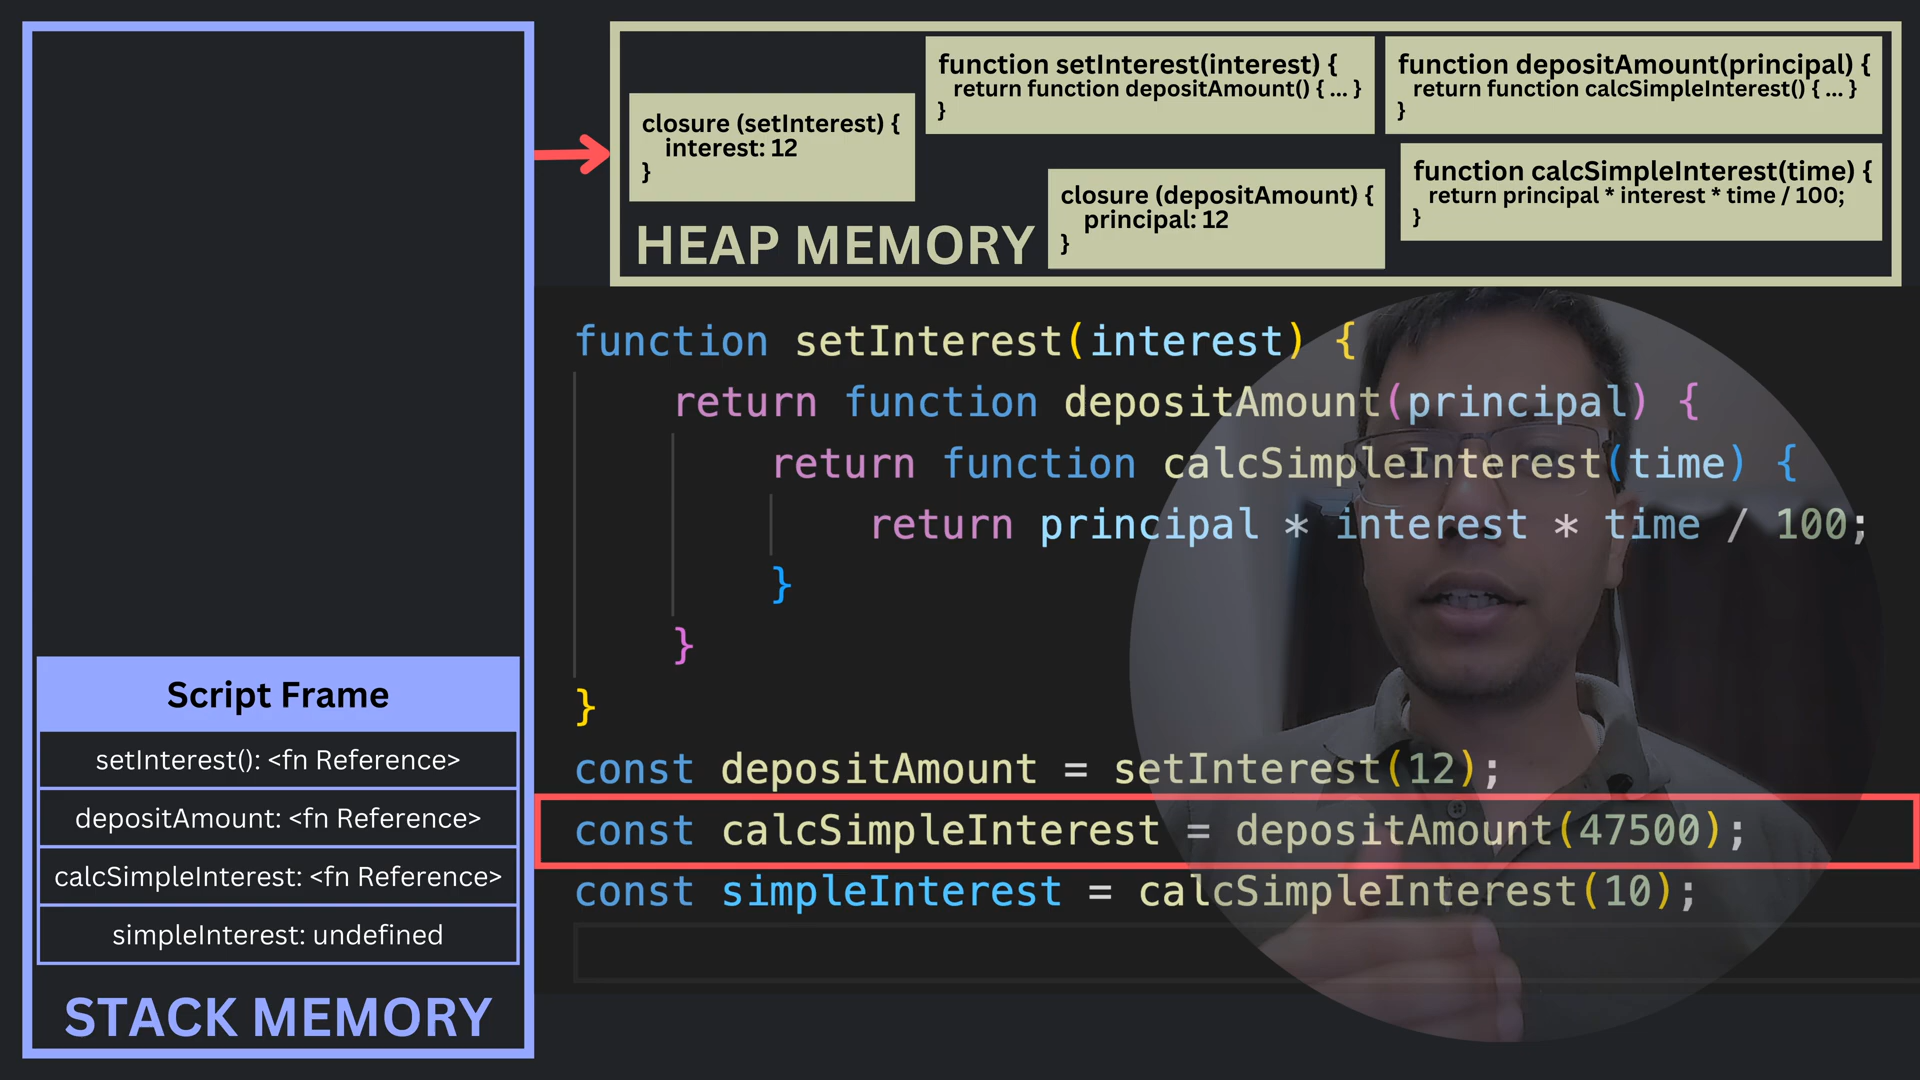 closure (setInterest) {
interest: 12
}
function setInterest(interest) {
return function depositAmount() { ... }
}
function depositAmount(principal) {
return function calcSimpleInterest() { ... }
}
closure (depositAmount) {
principal: 12
}
function calcSimpleInterest(time) {
return principal * interest * time / 100;
}
HEAP MEMORY
function setInterest(interest) {
return function depositAmount(principal) {
return function calcSimpleInterest(time) {
return principal * interest * time / 100;
}
}
}
const depositAmount = setInterest(12);
const calcSimpleInterest = depositAmount(47500);
const simpleInterest = calcSimpleInterest(10);
Script Frame
setInterest(): <fn Reference>
depositAmount: <fn Reference>
calcSimpleInterest: <fn Reference>
simpleInterest: undefined
STACK MEMORY